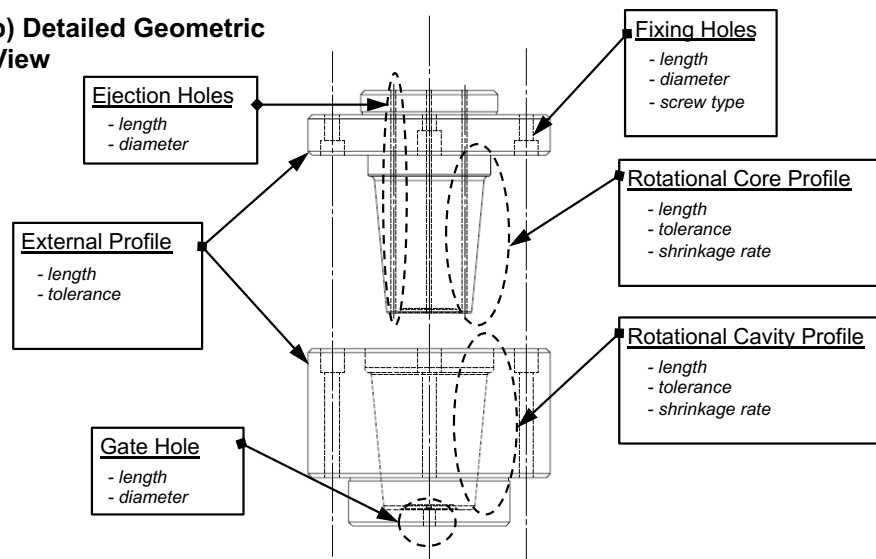 b) Detailed Geometric
View
Ejection Holes
- length
- diameter
Fixing Holes
- length
- diameter
- screw type
Rotational Core Profile
- length
- tolerance
- shrinkage rate
External Profile
- length
- tolerance
Rotational Cavity Profile
- length
- tolerance
- shrinkage rate
Gate Hole
- length
- diameter